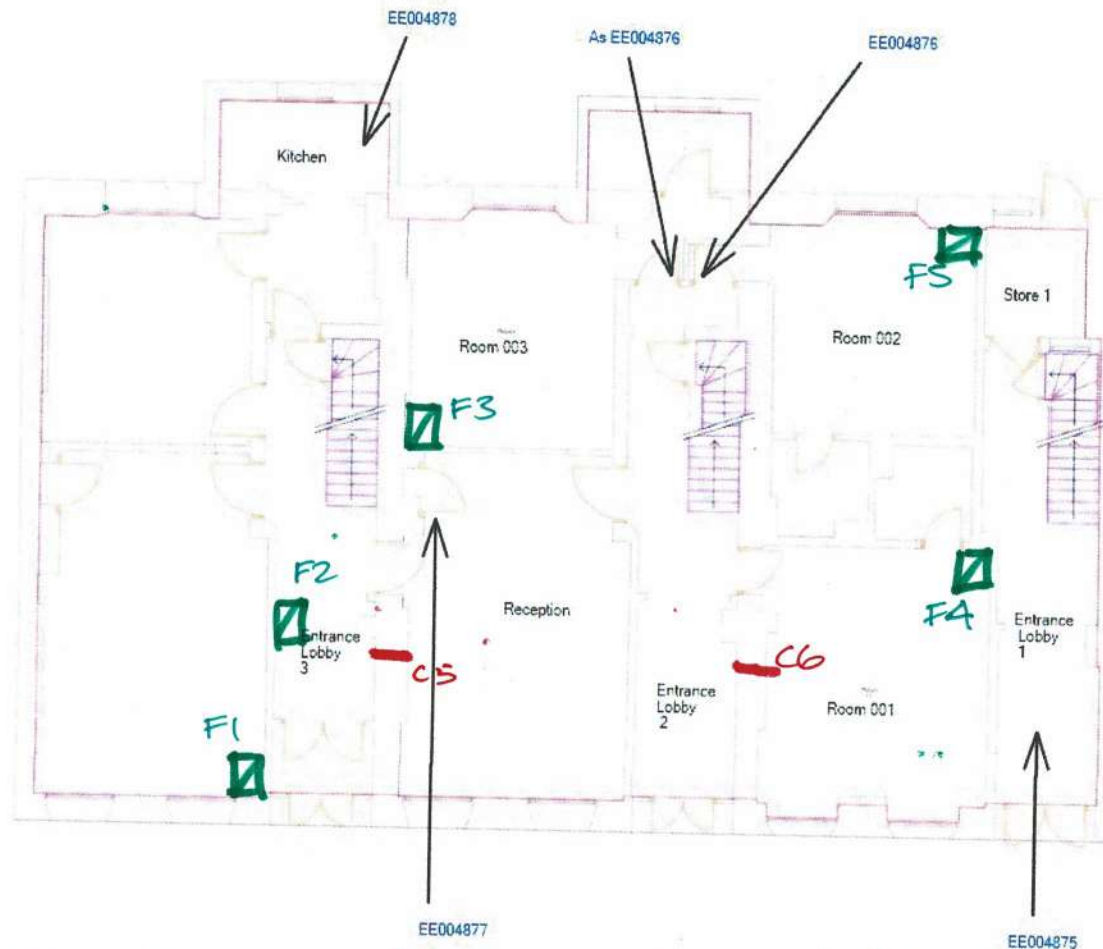 EE004878
As EE004876
EE004876
Kitchen
F5
Store 1
Room 003
Room 002
F3
F2
F4
Reception
Entrance
Lobby
3
Entrance
Lobby
1
C5
C6
Entrance
Lobby
2
Room 001
F1
EE004877
EE004875